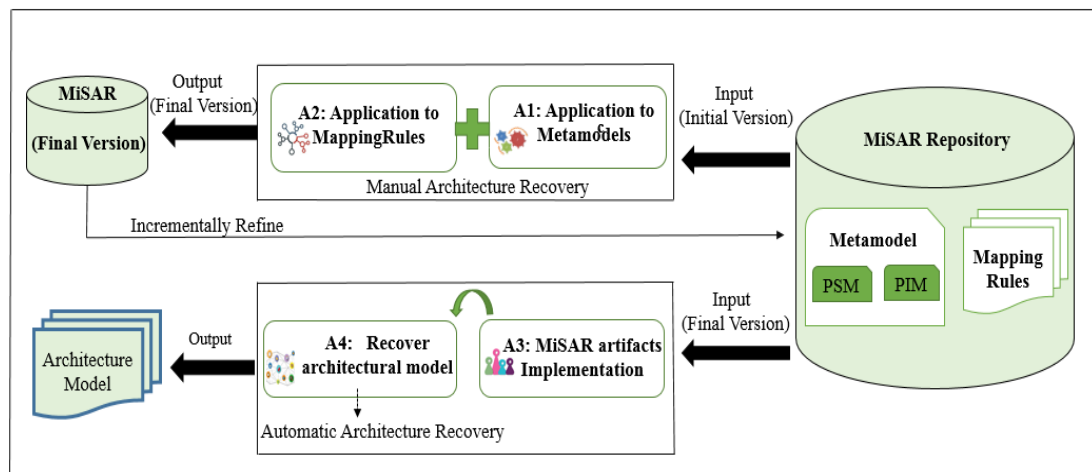 MiSAR
(Final Version)
Output
(Final Version)
A2: Application to
MappingRules
A1: Application to
Metamodels
Manual Architecture Recovery
Input
(Initial Version)
MiSAR Repository
Metamodel
PSM
PIM
Mapping
Rules
Incrementally Refine
Architecture
Model
Output
A4: Recover
architectural model
Automatic Architecture Recovery
A3: MiSAR artifacts
Implementation
Input
(Final Version)